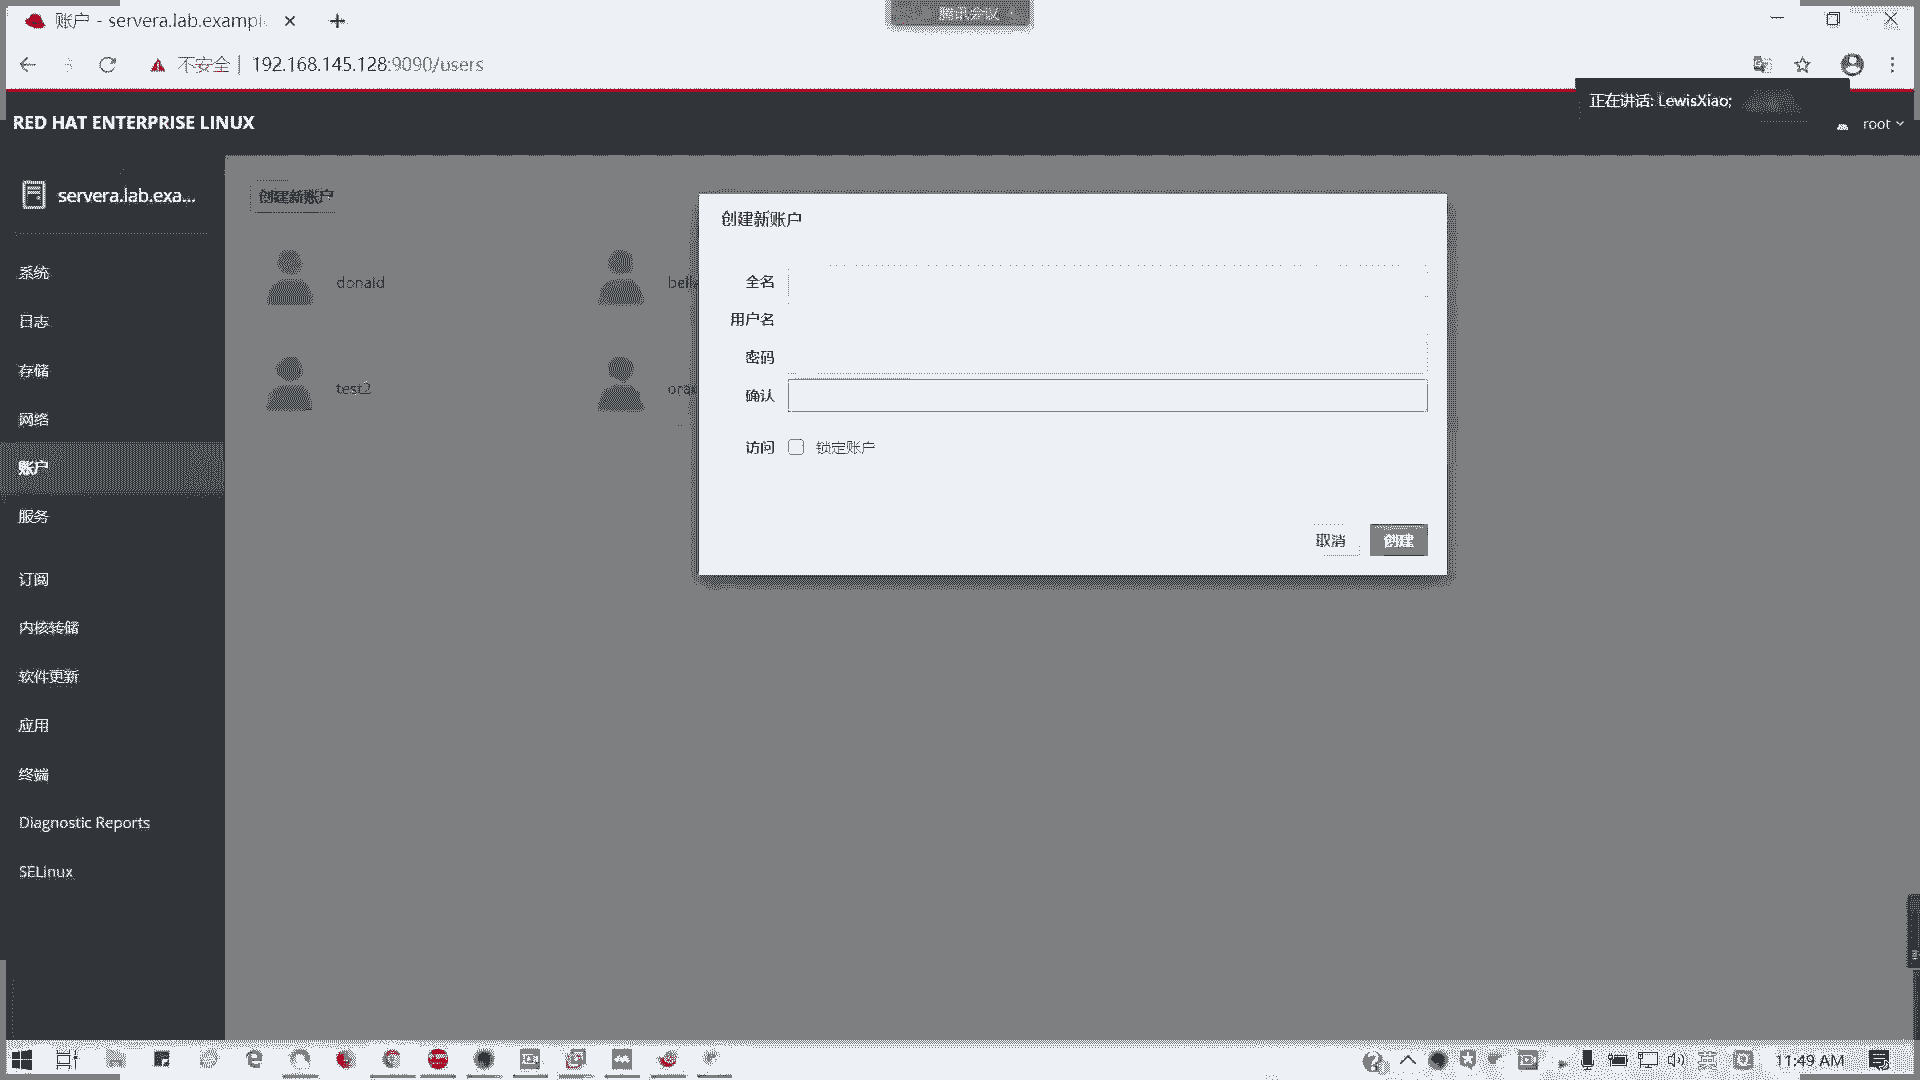 账户 - servera.lab.exampl
腾讯会议
不安全 | 192.168.145.128:9090/users
正在讲话: LewisXiao;
RED HAT ENTERPRISE LINUX
root
servera.lab.exa...
系统
日志
存储
网络
账户
服务
订阅
内核转储
软件更新
应用
终端
Diagnostic Reports
SELinux
创建新账户
donald
bell
test2
orac
创建新账户
全名
用户名
密码
确认
访问
锁定账户
取消
创建
英
11:49 AM